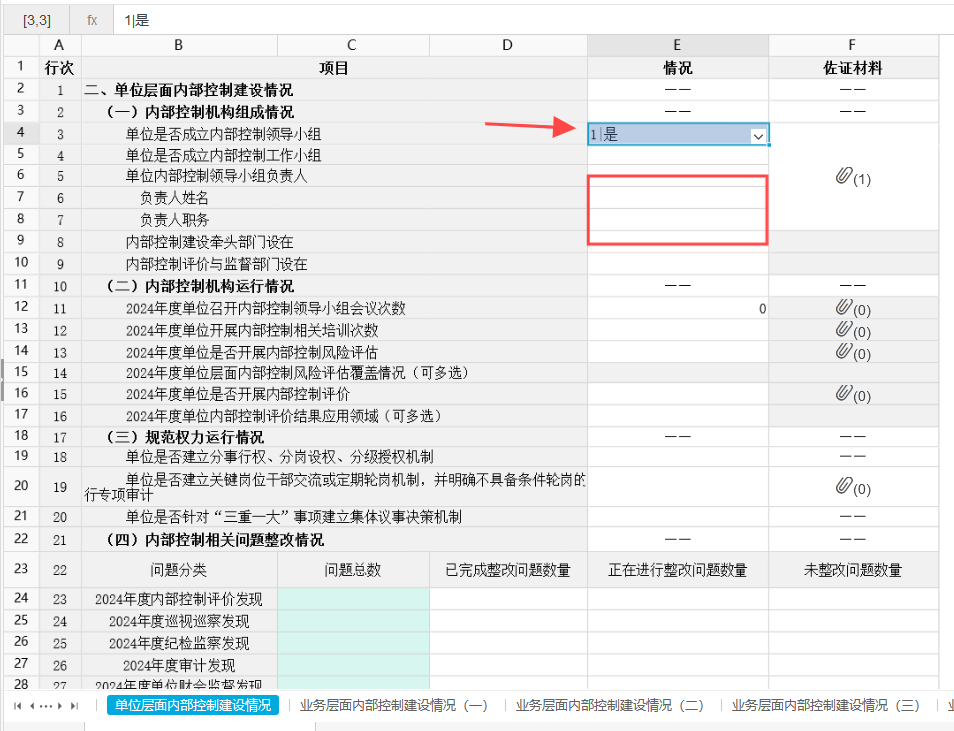 [3,3] fx 1|是
A B C D E F
1 行次 项目 情况 佐证材料
2 1 二、单位层面内部控制建设情况 —— ——
3 2 （一）内部控制机构组成情况 —— ——
4 3 单位是否成立内部控制领导小组 1|是
5 4 单位是否成立内部控制工作小组
6 5 单位内部控制领导小组负责人 (1)
7 6 负责人姓名
8 7 负责人职务
9 8 内部控制建设牵头部门设在
10 9 内部控制评价与监督部门设在
11 10 （二）内部控制机构运行情况 —— ——
12 11 2024年度单位召开内部控制领导小组会议次数 0 (0)
13 12 2024年度单位开展内部控制相关培训次数 (0)
14 13 2024年度单位是否开展内部控制风险评估 (0)
15 14 2024年度单位层面内部控制风险评估覆盖情况（可多选）
16 15 2024年度单位是否开展内部控制评价 (0)
17 16 2024年度单位内部控制评价结果应用领域（可多选）
18 17 （三）规范权力运行情况 —— ——
19 18 单位是否建立分事行权、分岗设权、分级授权机制 ——
20 19 单位是否建立关键岗位干部交流或定期轮岗机制，并明确不具备条件轮岗的 (0)
行专项审计
21 20 单位是否针对“三重一大”事项建立集体议事决策机制 ——
22 21 （四）内部控制相关问题整改情况 —— ——
23 22 问题分类 问题总数 已完成整改问题数量 正在进行整改问题数量 未整改问题数量
24 23 2024年度内部控制评价发现
25 24 2024年度巡视巡察发现
26 25 2024年度纪检监察发现
27 26 2024年度审计发现
28 27 2024年度单位财会监督发现
单位层面内部控制建设情况 业务层面内部控制建设情况（一） 业务层面内部控制建设情况（二） 业务层面内部控制建设情况（三）